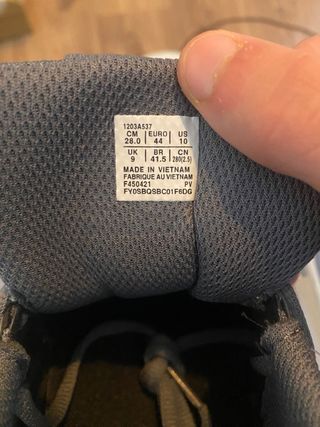 1203A537
CM EURO US
28.0 44 10
UK BR CN
9 41.5 280(2.5)
MADE IN VIETNAM
FABRIQUE AU VIETNAM
F450421 PV
FY0SBQSBC01F6DG